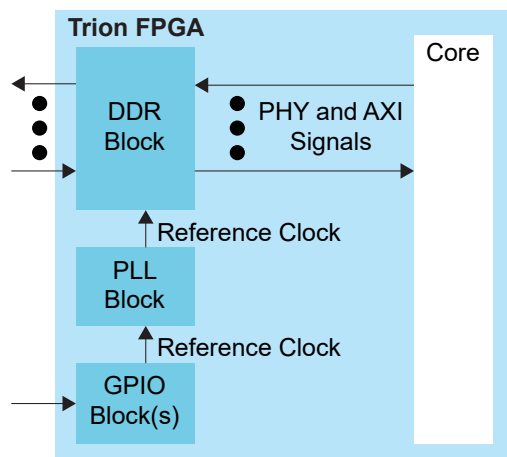 Trion FPGA
Core
DDR
Block
PHY and AXI
Signals
Reference Clock
PLL
Block
Reference Clock
GPIO
Block(s)